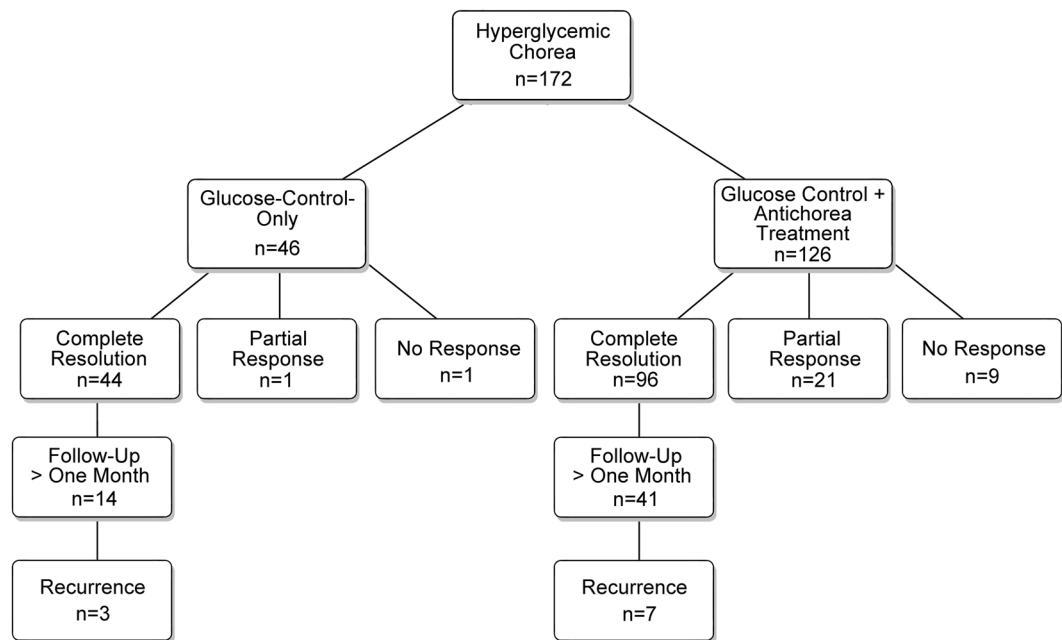 Hyperglycemic
Chorea
n=172
Glucose-Control-
Only
n=46
Glucose Control +
Antichorea
Treatment
n=126
Complete
Resolution
n=44
Partial
Response
n=1
No Response
n=1
Complete
Resolution
n=96
Partial
Response
n=21
No Response
n=9
Follow-Up
> One Month
n=14
Follow-Up
> One Month
n=41
Recurrence
n=3
Recurrence
n=7